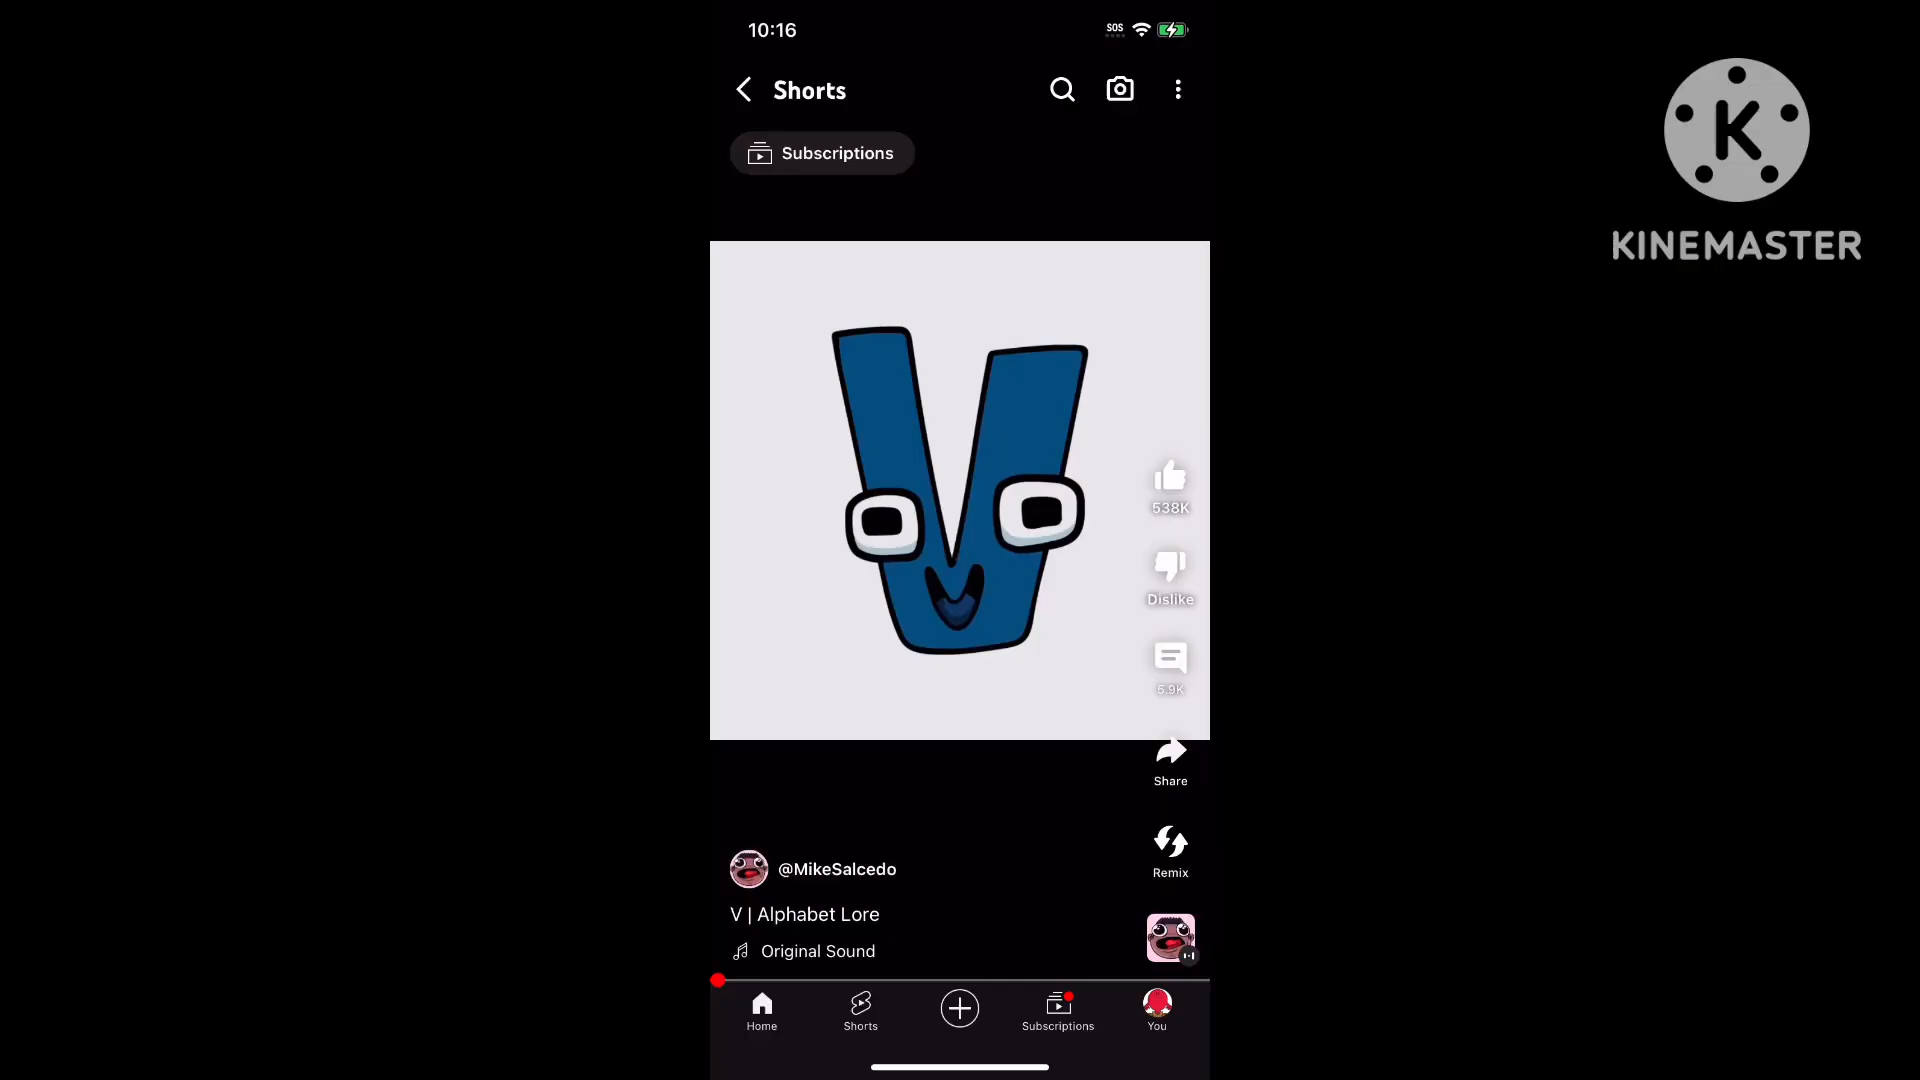 10:16
SOS
Shorts
Subscriptions
K
KINEMASTER
V
538K
Dislike
5.9K
Share
Remix
@MikeSalcedo
V | Alphabet Lore
Original Sound
Home
Shorts
Subscriptions
You